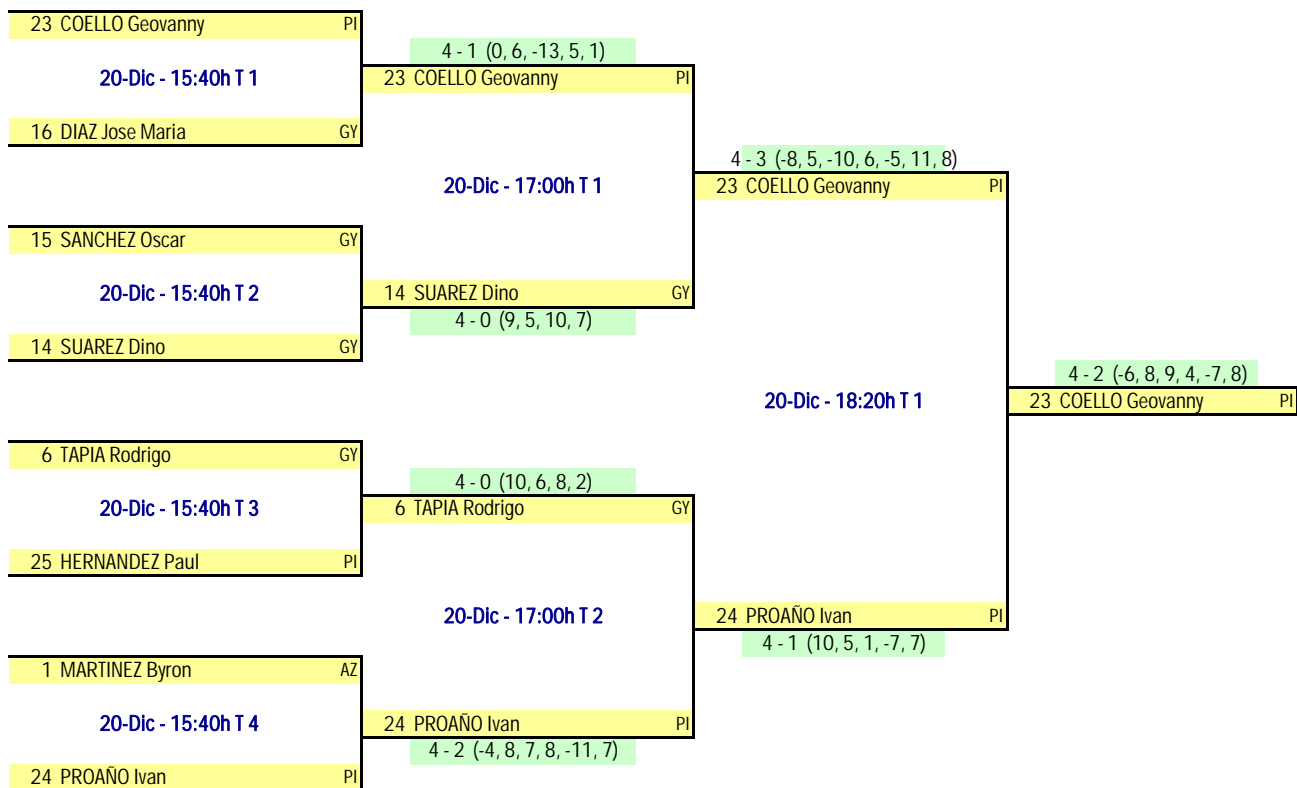 23 COELLO Geovanny PI
4 - 1 (0, 6, -13, 5, 1)
20-Dic - 15:40h T 1
23 COELLO Geovanny PI
16 DIAZ Jose Maria GY
4 - 3 (-8, 5, -10, 6, -5, 11, 8)
20-Dic - 17:00h T 1
23 COELLO Geovanny PI
15 SANCHEZ Oscar GY
20-Dic - 15:40h T 2
14 SUAREZ Dino GY
4 - 0 (9, 5, 10, 7)
14 SUAREZ Dino GY
4 - 2 (-6, 8, 9, 4, -7, 8)
20-Dic - 18:20h T 1
23 COELLO Geovanny PI
6 TAPIA Rodrigo GY
4 - 0 (10, 6, 8, 2)
20-Dic - 15:40h T 3
6 TAPIA Rodrigo GY
25 HERNANDEZ Paul PI
20-Dic - 17:00h T 2
24 PROAÑO Ivan PI
4 - 1 (10, 5, 1, -7, 7)
1 MARTINEZ Byron AZ
20-Dic - 15:40h T 4
24 PROAÑO Ivan PI
4 - 2 (-4, 8, 7, 8, -11, 7)
24 PROAÑO Ivan PI